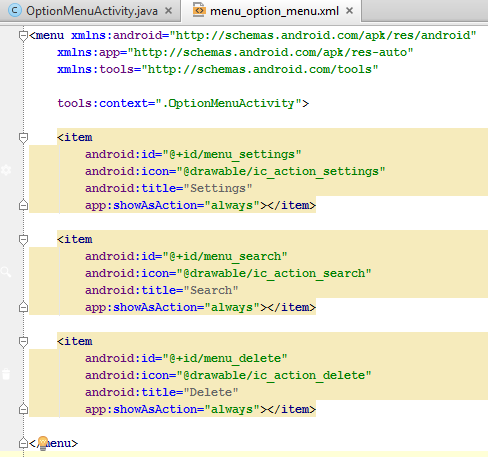 OptionMenuActivity.java × menu_option_menu.xml ×
<menu xmlns:android="http://schemas.android.com/apk/res/android"
xmlns:app="http://schemas.android.com/apk/res-auto"
xmlns:tools="http://schemas.android.com/tools"
tools:context=".OptionMenuActivity">
<item
android:id="@+id/menu_settings"
android:icon="@drawable/ic_action_settings"
android:title="Settings"
app:showAsAction="always"></item>
<item
android:id="@+id/menu_search"
android:icon="@drawable/ic_action_search"
android:title="Search"
app:showAsAction="always"></item>
<item
android:id="@+id/menu_delete"
android:icon="@drawable/ic_action_delete"
android:title="Delete"
app:showAsAction="always"></item>
</menu>